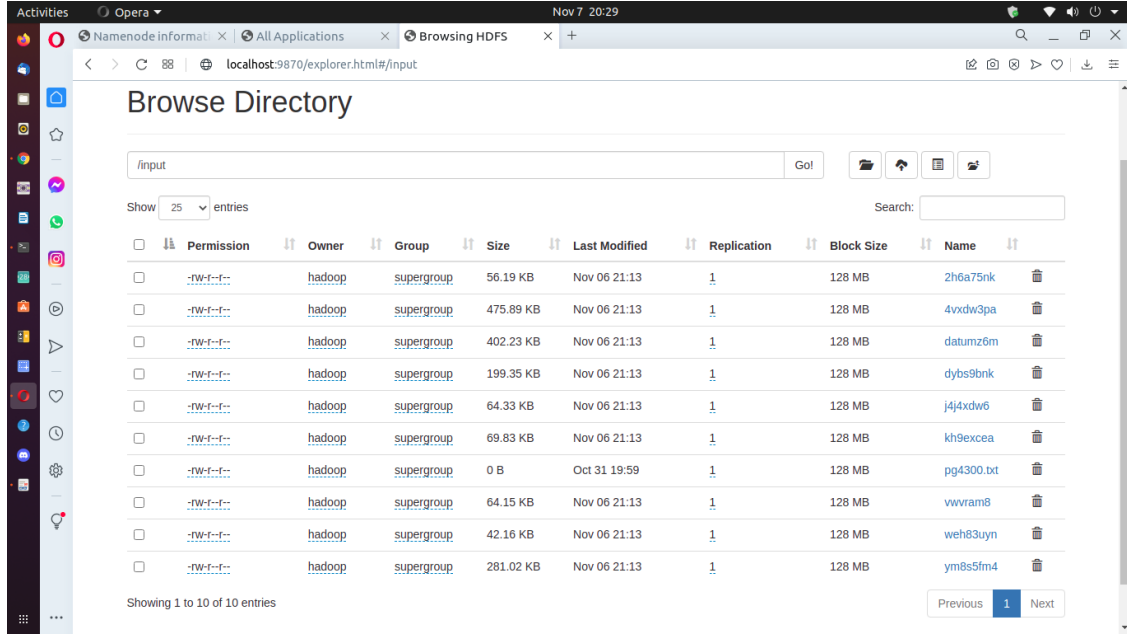 Activities Opera Nov 7 20:29
Namenode informat All Applications Browsing HDFS
localhost:9870/explorer.html#/input
Browse Directory
/input Go!
Show 25 entries Search:
Permission Owner Group Size Last Modified Replication Block Size Name
-rw-r--r-- hadoop supergroup 56.19 KB Nov 06 21:13 1 128 MB 2h6a75nk
-rw-r--r-- hadoop supergroup 475.89 KB Nov 06 21:13 1 128 MB 4vxdw3pa
-rw-r--r-- hadoop supergroup 402.23 KB Nov 06 21:13 1 128 MB datumz6m
-rw-r--r-- hadoop supergroup 199.35 KB Nov 06 21:13 1 128 MB dybs9bnk
-rw-r--r-- hadoop supergroup 64.33 KB Nov 06 21:13 1 128 MB j4j4xdw6
-rw-r--r-- hadoop supergroup 69.83 KB Nov 06 21:13 1 128 MB kh9excea
-rw-r--r-- hadoop supergroup 0 B Oct 31 19:59 1 128 MB pg4300.txt
-rw-r--r-- hadoop supergroup 64.15 KB Nov 06 21:13 1 128 MB vwvram8
-rw-r--r-- hadoop supergroup 42.16 KB Nov 06 21:13 1 128 MB weh83uyn
-rw-r--r-- hadoop supergroup 281.02 KB Nov 06 21:13 1 128 MB ym8s5fm4
Showing 1 to 10 of 10 entries Previous 1 Next